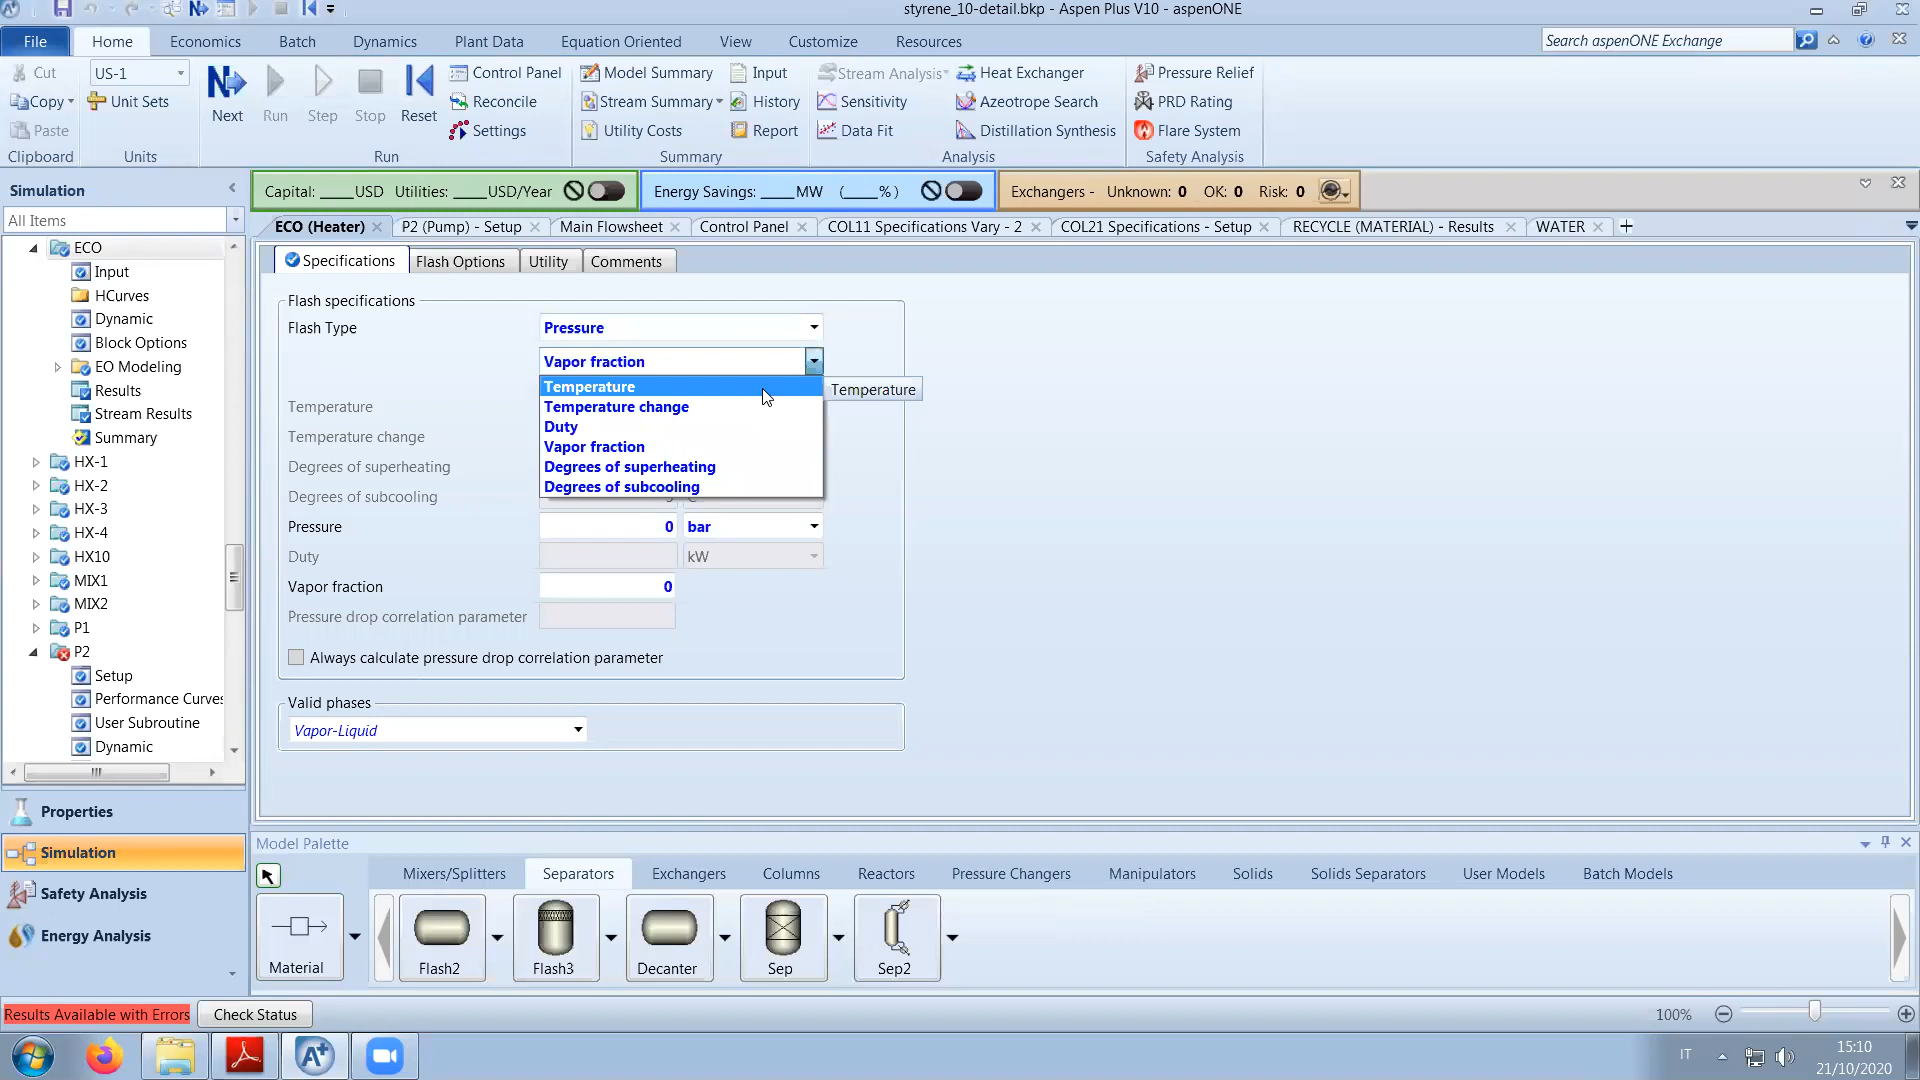 styrene_10-detail.bkp - Aspen Plus V10 - aspenONE
File Home Economics Batch Dynamics Plant Data Equation Oriented View Customize Resources Search aspenONE Exchange
Cut
Copy
Paste
Clipboard
US-1
Unit Sets
Units
Next Run Step Stop Reset
Control Panel
Reconcile
Settings
Run
Model Summary
Stream Summary
Utility Costs
Input
History
Report
Summary
Stream Analysis
Sensitivity
Data Fit
Heat Exchanger
Azeotrope Search
Distillation Synthesis
Analysis
Pressure Relief
PRD Rating
Flare System
Safety Analysis
Simulation
All Items
Capital: ____USD Utilities: ____USD/Year
Energy Savings: ____MW (____%)
Exchangers - Unknown: 0 OK: 0 Risk: 0
ECO (Heater) P2 (Pump) - Setup Main Flowsheet Control Panel COL11 Specifications Vary - 2 COL21 Specifications - Setup RECYCLE (MATERIAL) - Results WATER
ECO
Input
HCurves
Dynamic
Block Options
EO Modeling
Results
Stream Results
Summary
HX-1
HX-2
HX-3
HX-4
HX10
MIX1
MIX2
P1
P2
Setup
Performance Curves
User Subroutine
Dynamic
Properties
Simulation
Safety Analysis
Energy Analysis
Specifications Flash Options Utility Comments
Flash specifications
Flash Type Pressure
Vapor fraction
Temperature
Temperature change
Duty
Vapor fraction
Degrees of superheating
Degrees of subcooling
Temperature
Temperature
Temperature change
Degrees of superheating
Degrees of subcooling
Pressure 0 bar
Duty kW
Vapor fraction 0
Pressure drop correlation parameter
Always calculate pressure drop correlation parameter
Valid phases
Vapor-Liquid
Model Palette
Mixers/Splitters Separators Exchangers Columns Reactors Pressure Changers Manipulators Solids Solids Separators User Models Batch Models
Material Flash2 Flash3 Decanter Sep Sep2
Results Available with Errors Check Status 100%
IT
15:10
21/10/2020